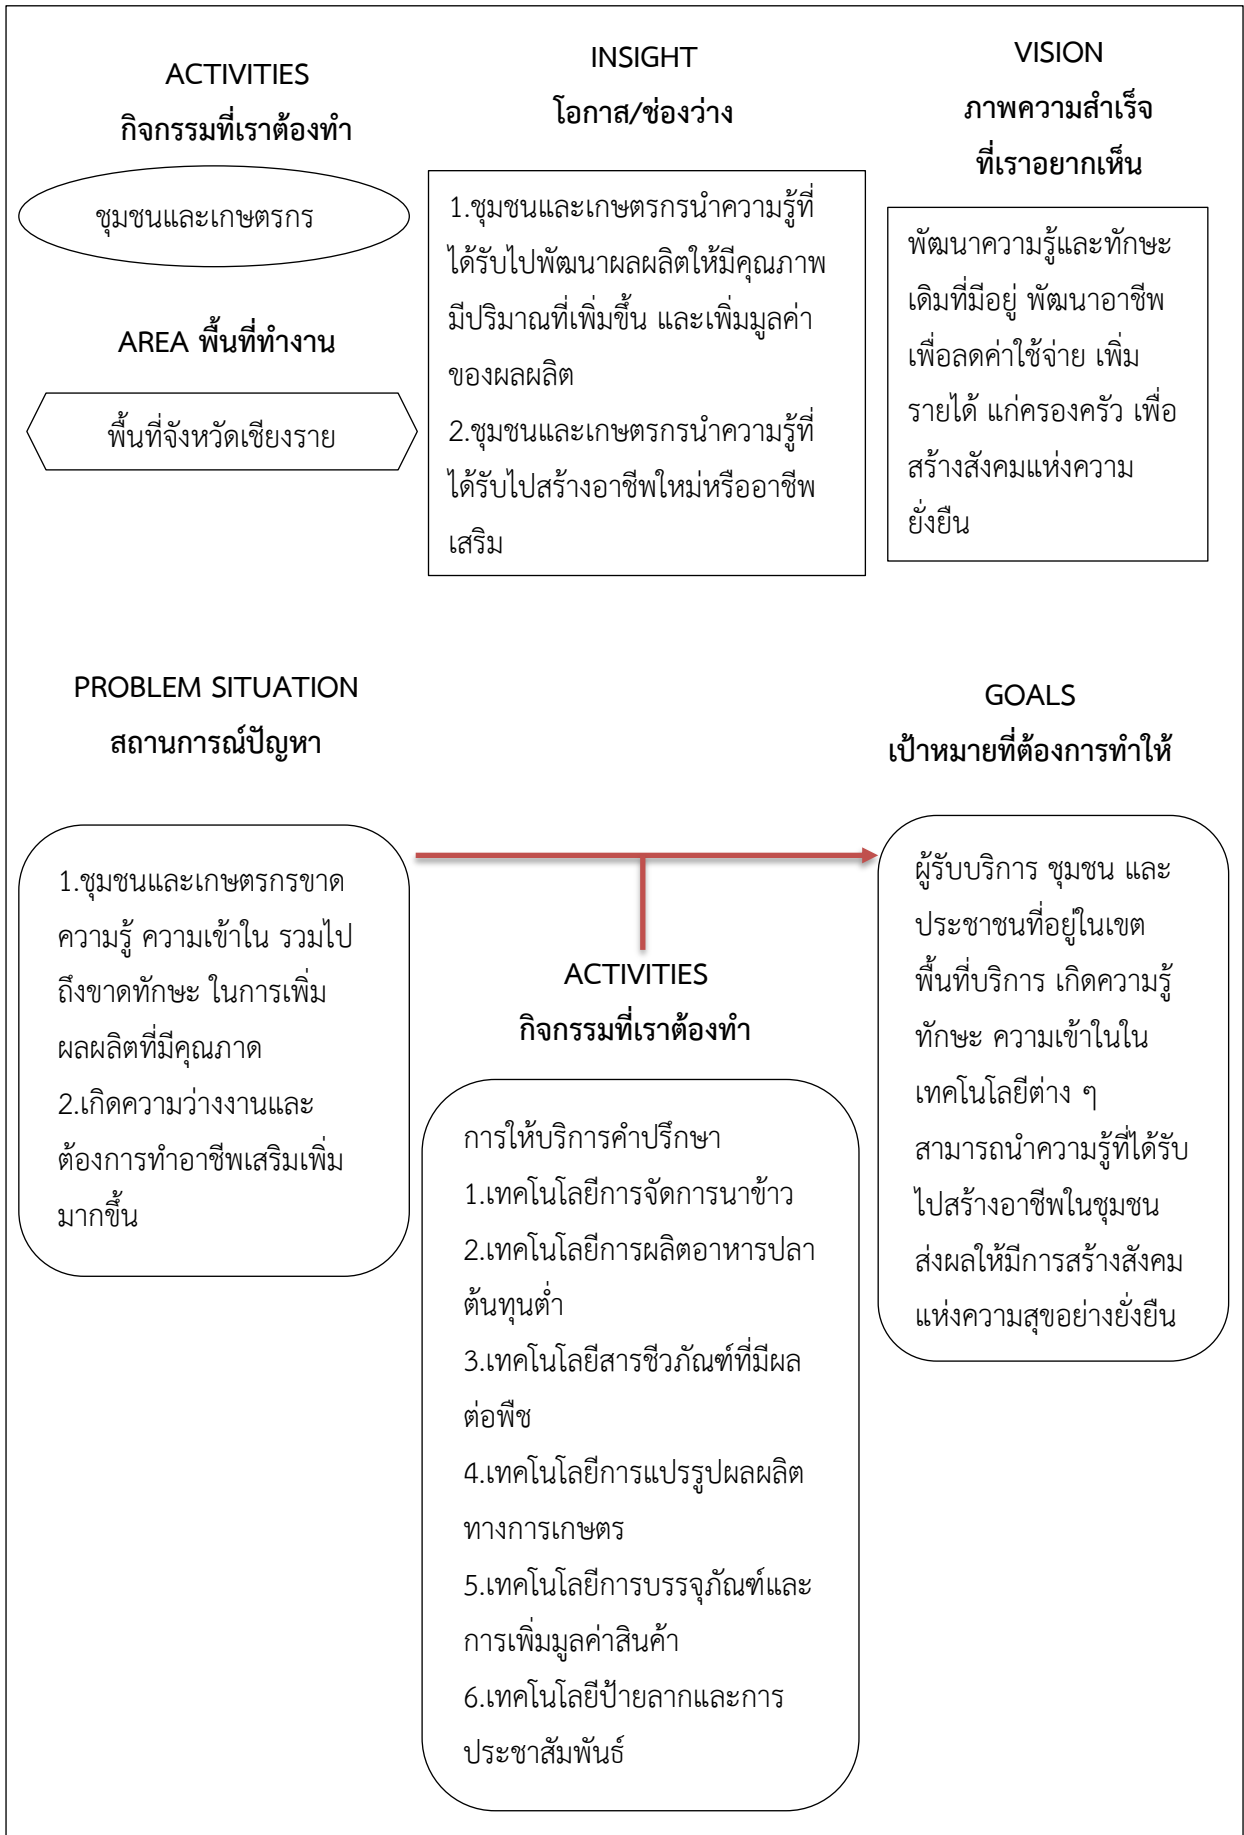 ACTIVITIES
กิจกรรมที่เราต้องทำ
ชุมชนและเกษตรกร
AREA พื้นที่ทำงาน
พื้นที่จังหวัดเชียงราย
INSIGHT
โอกาส/ช่องว่าง
1.ชุมชนและเกษตรกรนำความรู้ที่
ได้รับไปพัฒนาผลผลิตให้มีคุณภาพ
มีปริมาณที่เพิ่มขึ้น และเพิ่มมูลค่า
ของผลผลิต
2.ชุมชนและเกษตรกรนำความรู้ที่
ได้รับไปสร้างอาชีพใหม่หรืออาชีพ
เสริม
VISION
ภาพความสำเร็จ
ที่เราอยากเห็น
พัฒนาความรู้และทักษะ
เดิมที่มีอยู่ พัฒนาอาชีพ
เพื่อลดค่าใช้จ่าย เพิ่ม
รายได้ แก่ครองครัว เพื่อ
สร้างสังคมแห่งความ
ยั่งยืน
PROBLEM SITUATION
สถานการณ์ปัญหา
1.ชุมชนและเกษตรกรขาด
ความรู้ ความเข้าใน รวมไป
ถึงขาดทักษะ ในการเพิ่ม
ผลผลิตที่มีคุณภาด
2.เกิดความว่างงานและ
ต้องการทำอาชีพเสริมเพิ่ม
มากขึ้น
ACTIVITIES
กิจกรรมที่เราต้องทำ
การให้บริการคำปรึกษา
1.เทคโนโลยีการจัดการนาข้าว
2.เทคโนโลยีการผลิตอาหารปลา
ต้นทุนต่ำ
3.เทคโนโลยีสารชีวภัณฑ์ที่มีผล
ต่อพืช
4.เทคโนโลยีการแปรรูปผลผลิต
ทางการเกษตร
5.เทคโนโลยีการบรรจุภัณฑ์และ
การเพิ่มมูลค่าสินค้า
6.เทคโนโลยีป้ายลากและการ
ประชาสัมพันธ์
GOALS
เป้าหมายที่ต้องการทำให้
ผู้รับบริการ ชุมชน และ
ประชาชนที่อยู่ในเขต
พื้นที่บริการ เกิดความรู้
ทักษะ ความเข้าในใน
เทคโนโลยีต่าง ๆ
สามารถนำความรู้ที่ได้รับ
ไปสร้างอาชีพในชุมชน
ส่งผลให้มีการสร้างสังคม
แห่งความสุขอย่างยั่งยืน